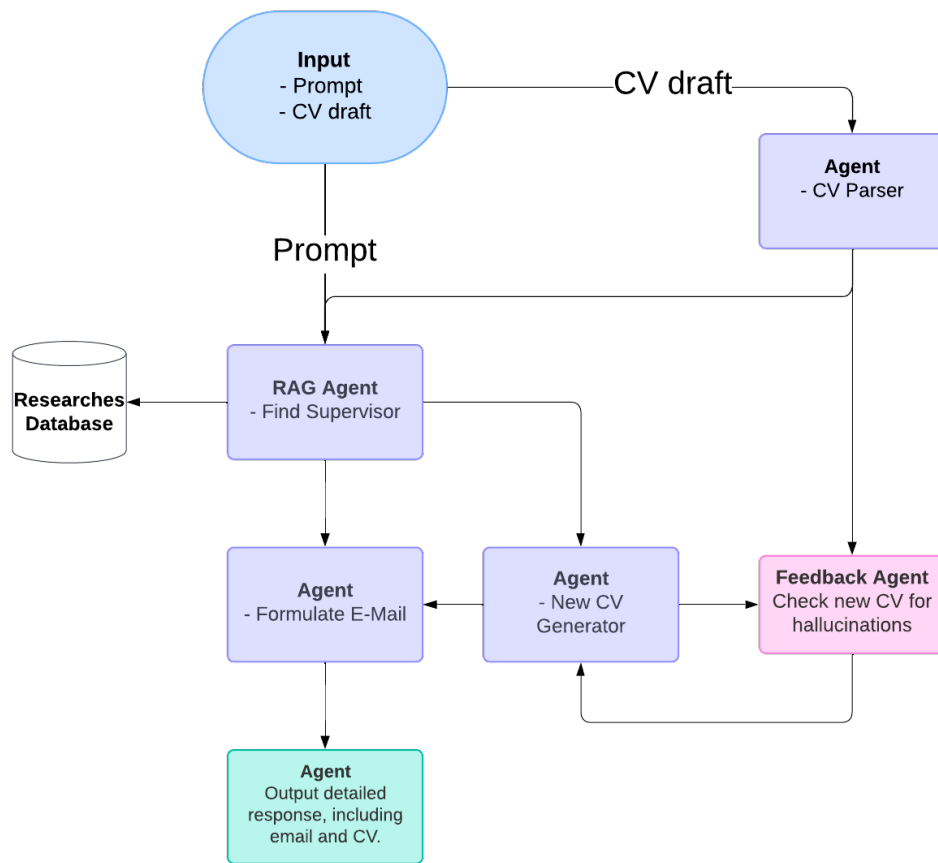 Input
- Prompt
- CV draft
CV draft
Agent
- CV Parser
Prompt
RAG Agent
- Find Supervisor
Researches
Database
Agent
- Formulate E-Mail
Agent
- New CV
Generator
Feedback Agent
Check new CV for
hallucinations
Agent
Output detailed
response, including
email and CV.